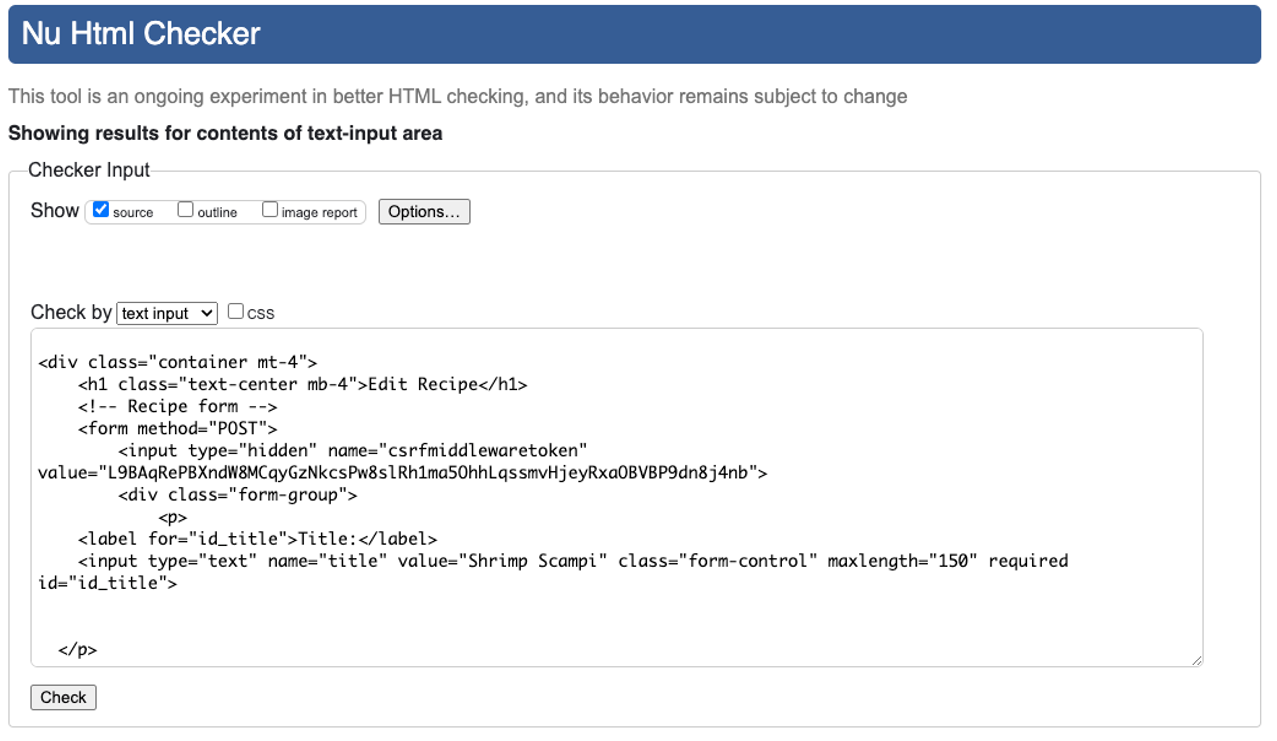 Nu Html Checker
This tool is an ongoing experiment in better HTML checking, and its behavior remains subject to change
Showing results for contents of text-input area
Checker Input
Show source outline image report Options...
Check by text input css
<div class="container mt-4">
    <h1 class="text-center mb-4">Edit Recipe</h1>
    <!-- Recipe form -->
    <form method="POST">
        <input type="hidden" name="csrfmiddlewaretoken"
value="L9BAqRePBXndW8MCqyGzNkcsPw8slRh1ma5OhhLqssmvHjeyRxaOBVBP9dn8j4nb">
        <div class="form-group">
            <p>
    <label for="id_title">Title:</label>
    <input type="text" name="title" value="Shrimp Scampi" class="form-control" maxlength="150" required
id="id_title">
  </p>
Check